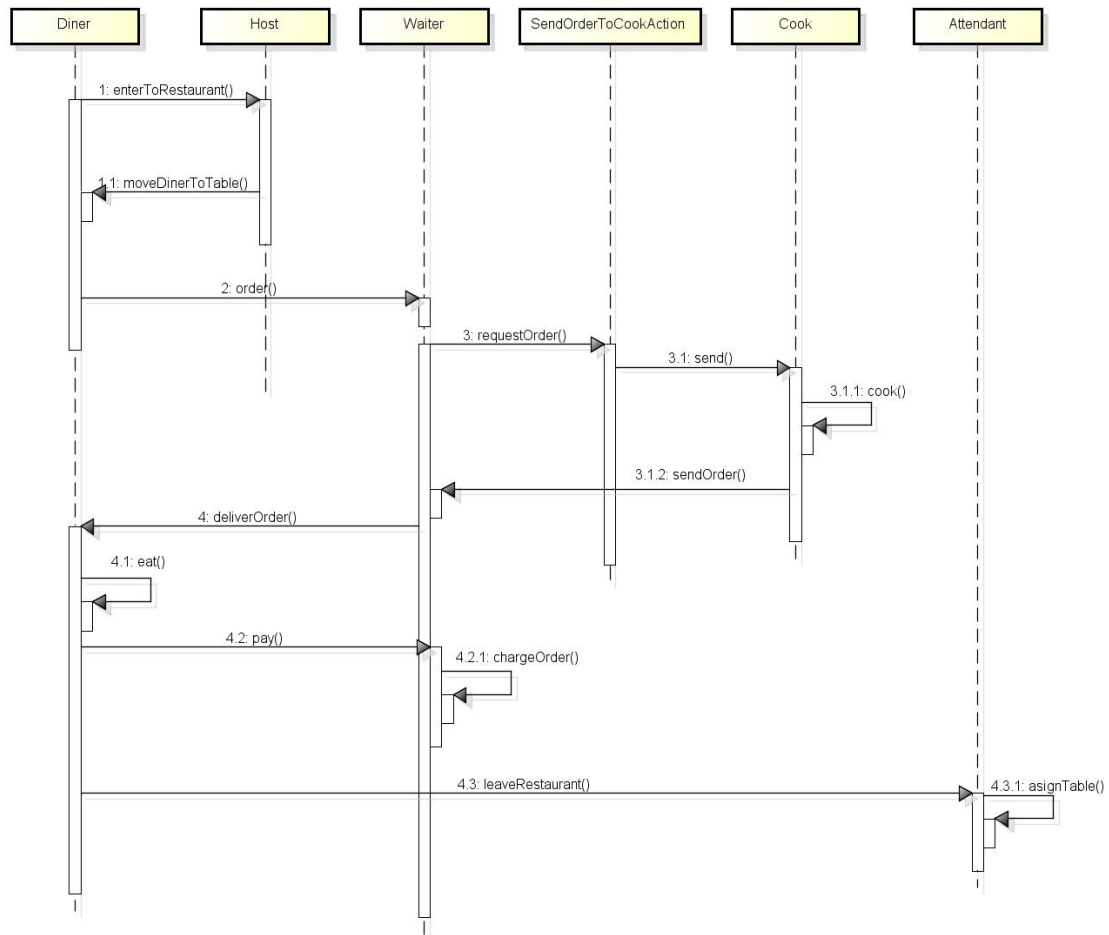 Diner
Host
Waiter
SendOrderToCookAction
Cook
Attendant
1: enterToRestaurant()
1.1: moveDinerToTable()
2: order()
3: requestOrder()
3.1: send()
3.1.1: cook()
3.1.2: sendOrder()
4: deliverOrder()
4.1: eat()
4.2: pay()
4.2.1: chargeOrder()
4.3: leaveRestaurant()
4.3.1: asignTable()